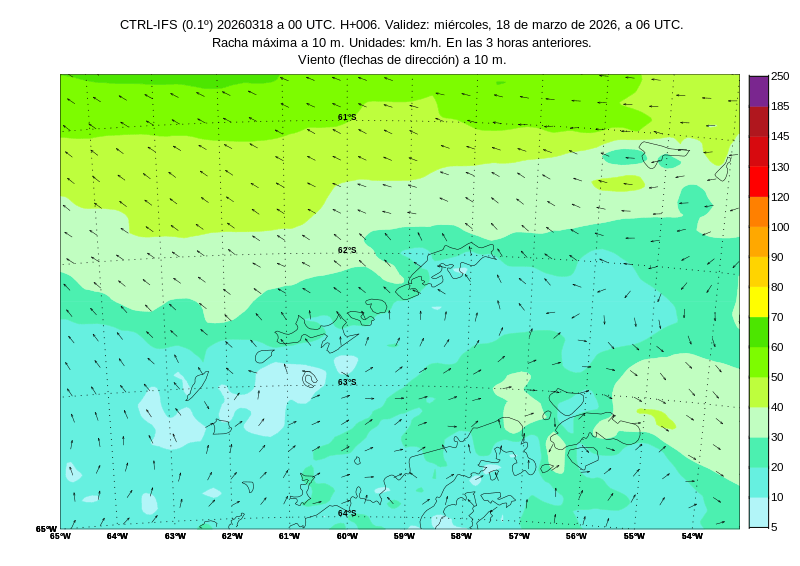 CTRL-IFS (0.1º) 20260318 a 00 UTC. H+006. Validez: miércoles, 18 de marzo de 2026, a 06 UTC.
Racha máxima a 10 m. Unidades: km/h. En las 3 horas anteriores.
Viento (flechas de dirección) a 10 m.
250
185
145
130
120
100
90
80
70
60
50
40
30
20
10
5
61°S
62°S
63°S
64°S
65°W
65°W 64°W 63°W 62°W 61°W 60°W 59°W 58°W 57°W 56°W 55°W 54°W